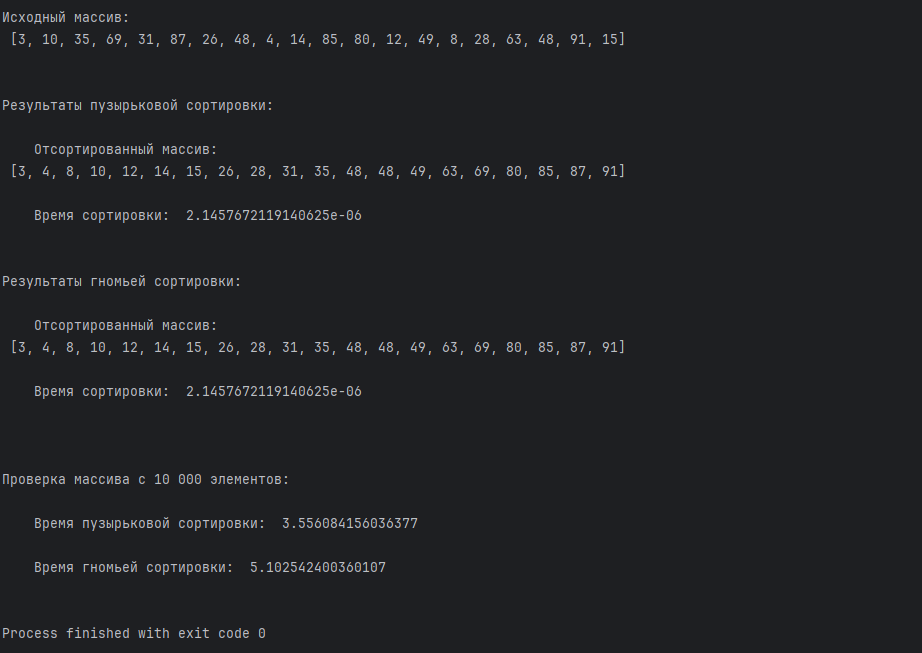 Исходный массив:
[3, 10, 35, 69, 31, 87, 26, 48, 4, 14, 85, 80, 12, 49, 8, 28, 63, 48, 91, 15]
Результаты пузырьковой сортировки:
Отсортированный массив:
[3, 4, 8, 10, 12, 14, 15, 26, 28, 31, 35, 48, 48, 49, 63, 69, 80, 85, 87, 91]
Время сортировки:  2.1457672119140625e-06
Результаты гномьей сортировки:
Отсортированный массив:
[3, 4, 8, 10, 12, 14, 15, 26, 28, 31, 35, 48, 48, 49, 63, 69, 80, 85, 87, 91]
Время сортировки:  2.1457672119140625e-06
Проверка массива с 10 000 элементов:
Время пузырьковой сортировки:  3.556084156036377
Время гномьей сортировки:  5.102542400360107
Process finished with exit code 0